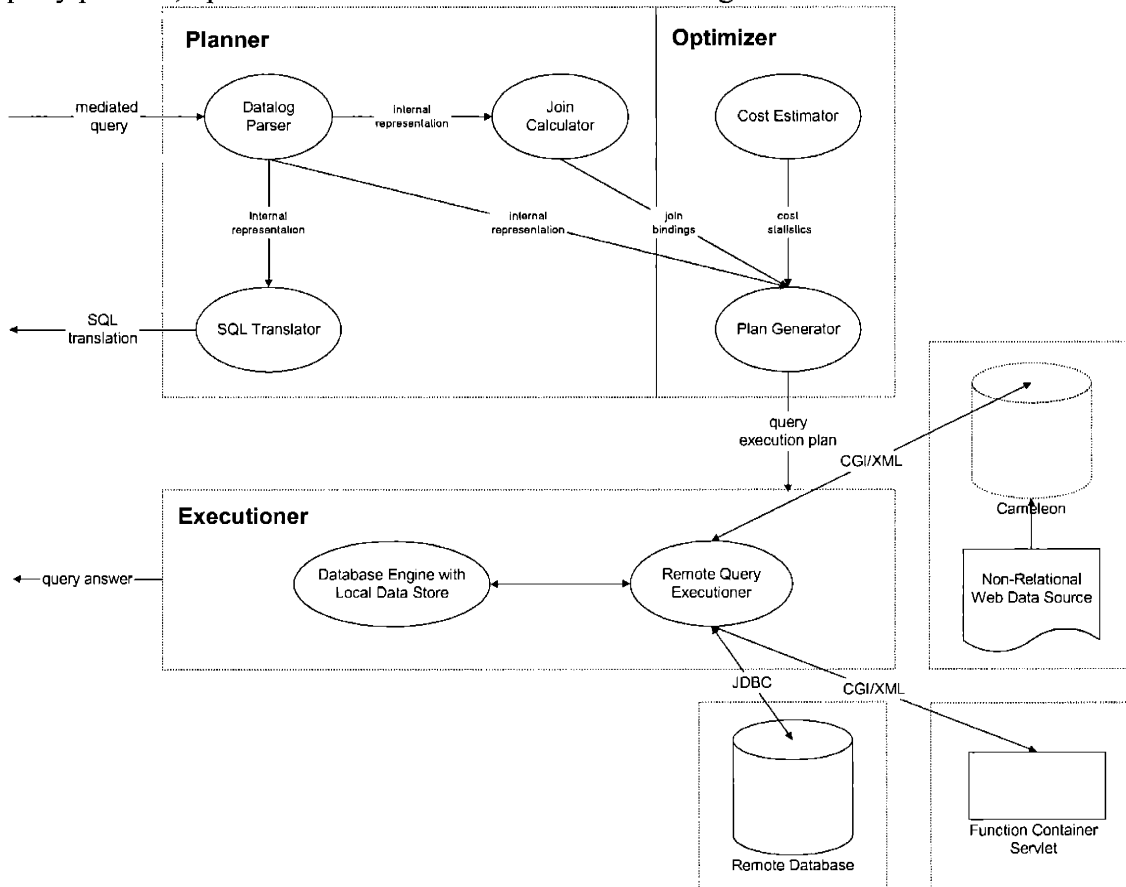 Planner
Optimizer
mediated
query
Datalog
Parser
Internal
representation
Join
Calculator
Cost Estimator
Internal
representation
internal
representation
join
bindings
cost
statistics
SQL
translation
SQL Translator
Plan Generator
query
execution plan
CGI/XML
Cameleon
Executioner
query answer
Database Engine with
Local Data Store
Remote Query
Executioner
Non-Relational
Web Data Source
JDBC
CGI/XML
Remote Database
Function Container
Servlet